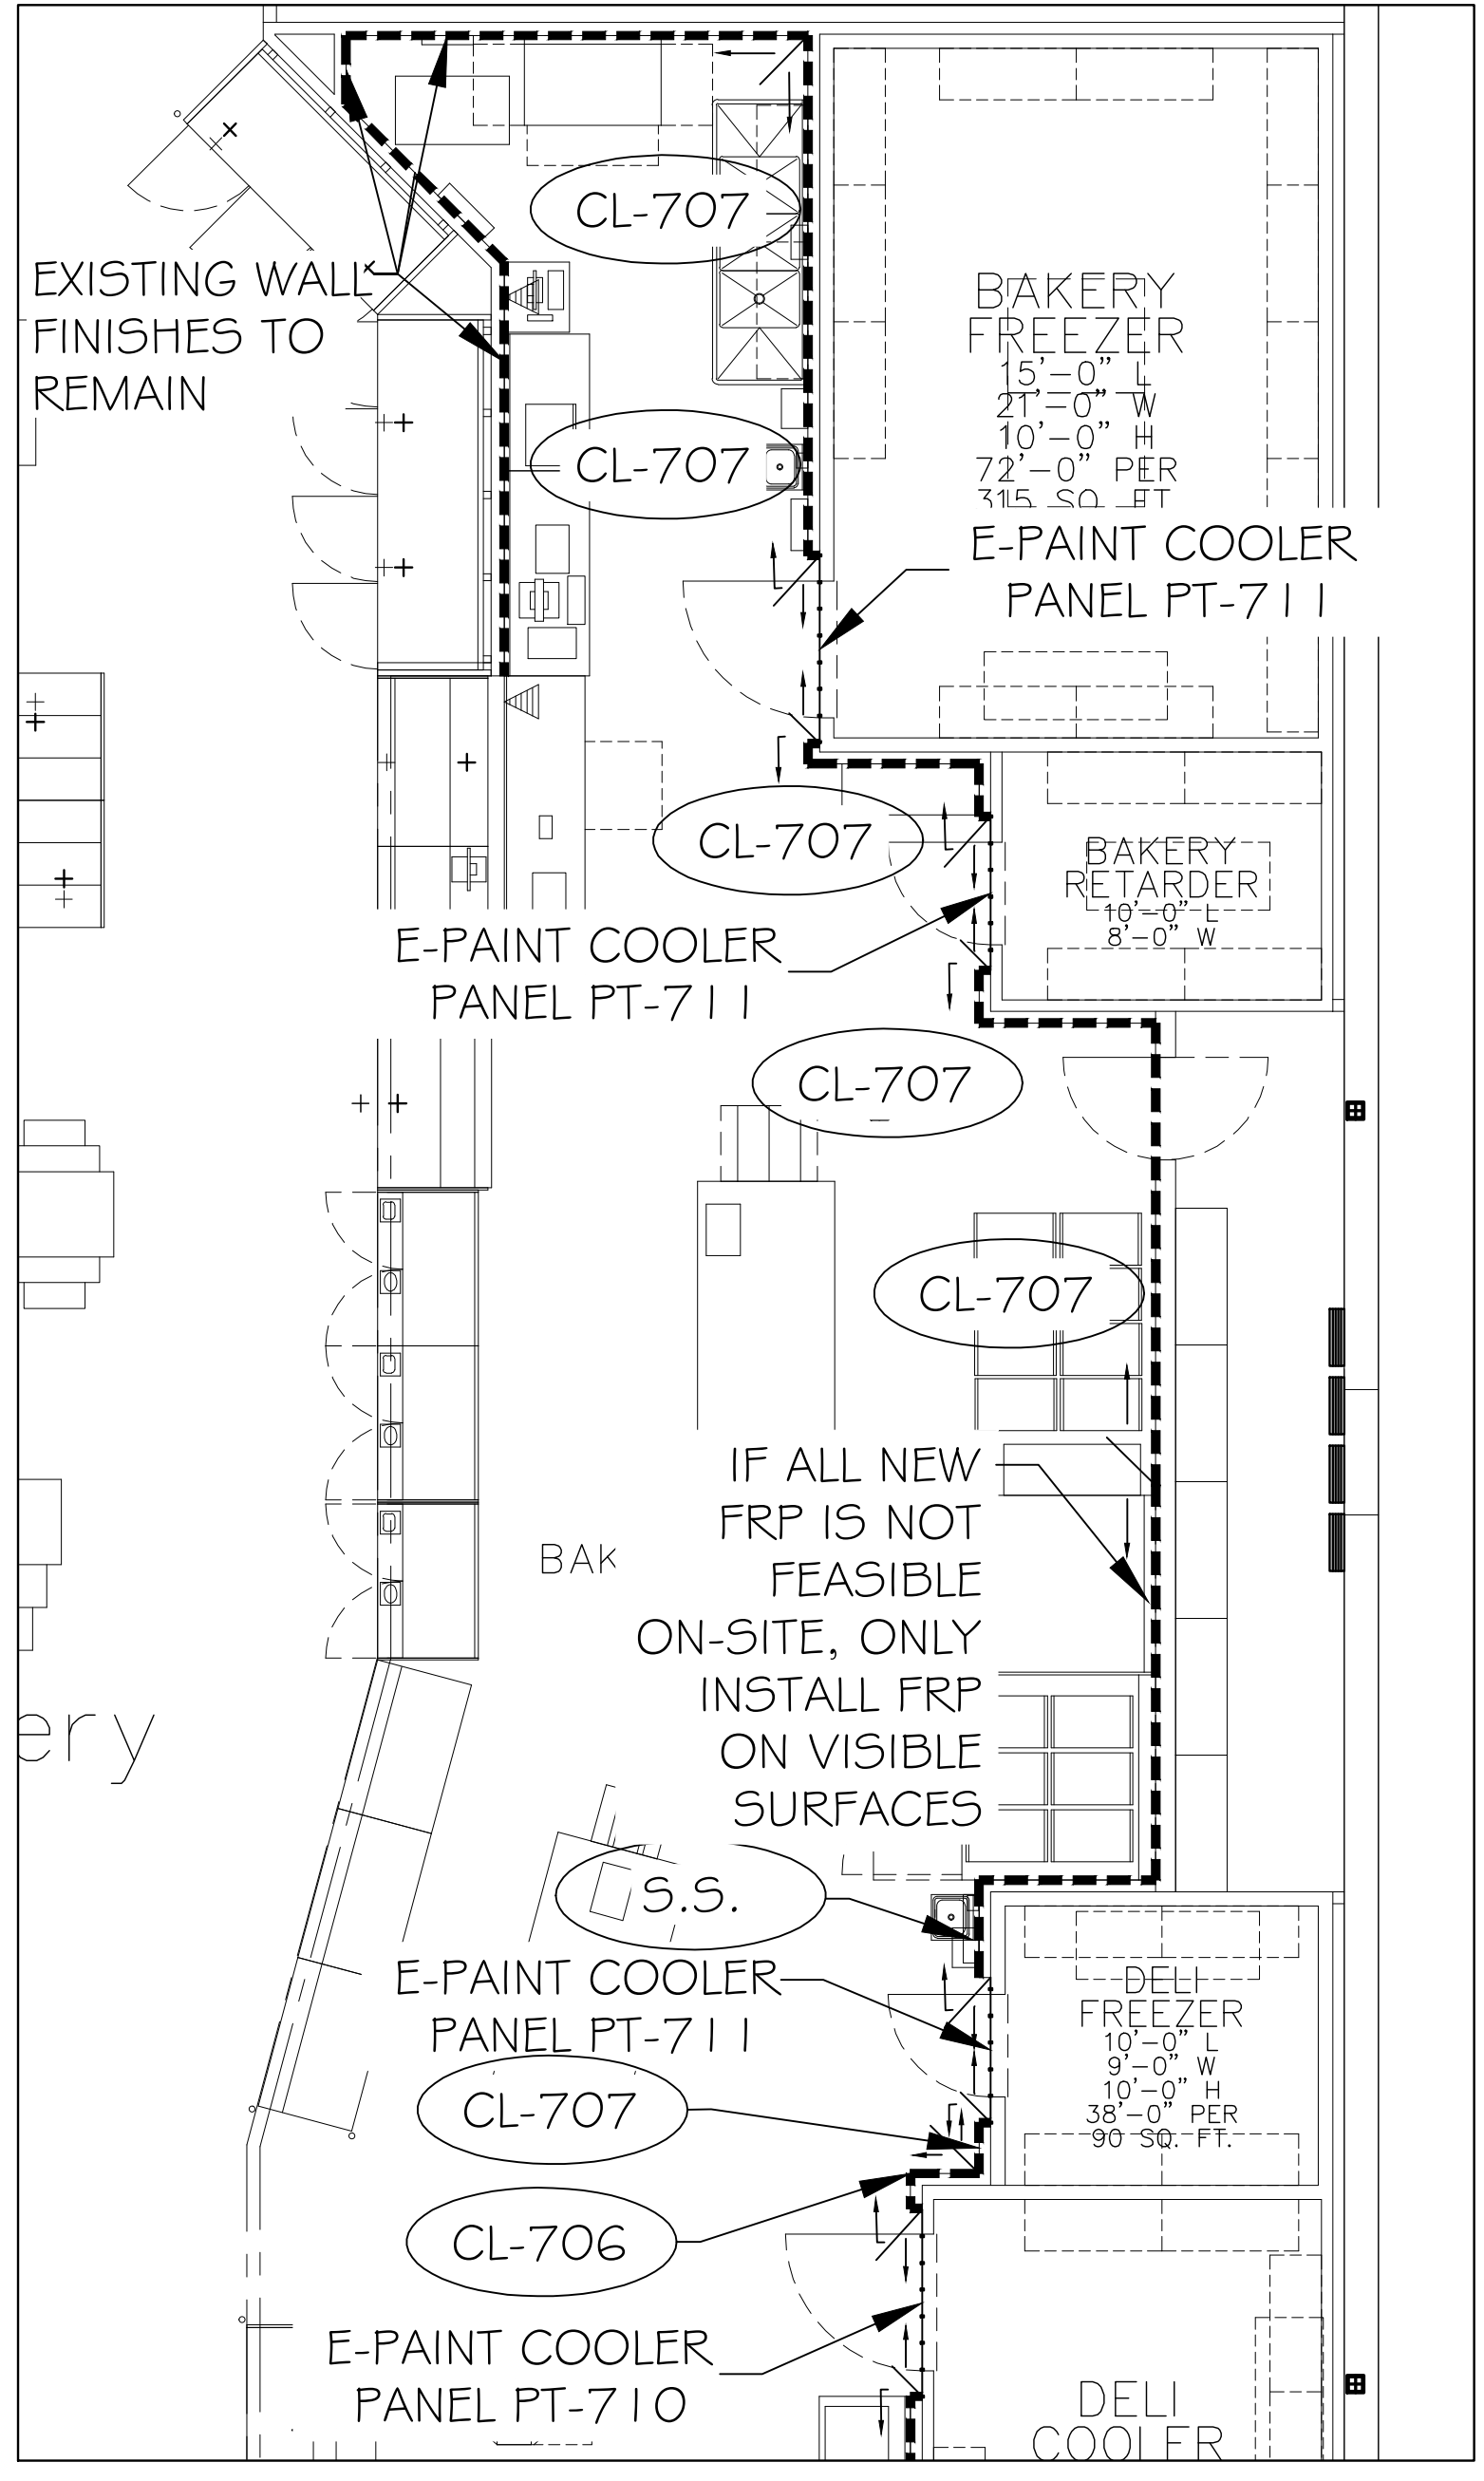 CL-707
EXISTING WALL
FINISHES TO
REMAIN
BAKERY
FREEZER
15'-0" L
21'-0" W
10'-0" H
72'-0" PER
315 SQ FT
CL-707
E-PAINT COOLER
PANEL PT-711
CL-707
BAKERY
RETARDER
10'-0" L
8'-0" W
E-PAINT COOLER
PANEL PT-711
CL-707
CL-707
IF ALL NEW
FRP IS NOT
FEASIBLE
ON-SITE, ONLY
INSTALL FRP
ON VISIBLE
SURFACES
BAK
ery
S.S.
E-PAINT COOLER
PANEL PT-711
DELI
FREEZER
10'-0" L
9'-0" W
10'-0" H
38'-0" PER
90 SQ. FT.
CL-707
CL-706
E-PAINT COOLER
PANEL PT-710
DELI
COOLER